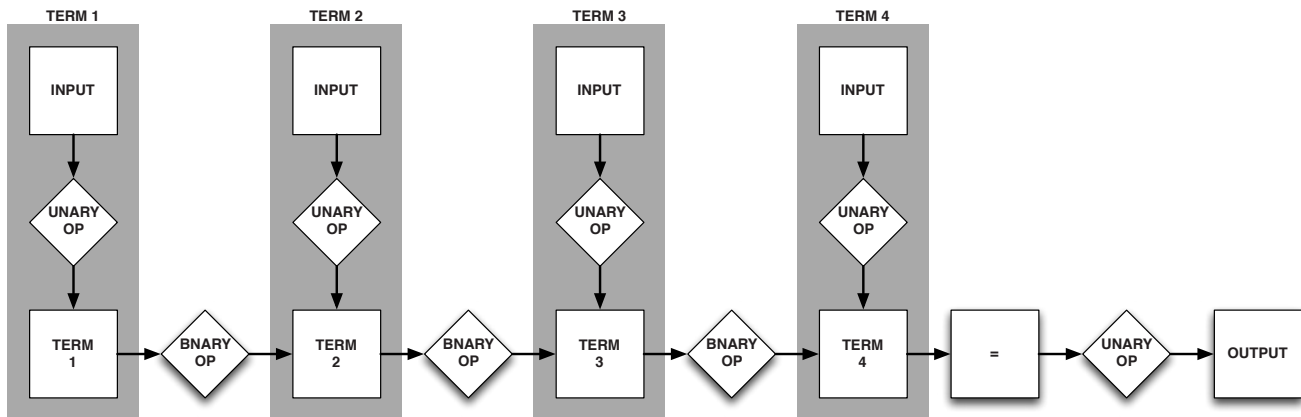 TERM 1
TERM 2
TERM 3
TERM 4
INPUT
INPUT
INPUT
INPUT
UNARY
OP
UNARY
OP
UNARY
OP
UNARY
OP
TERM
1
BNARY
OP
TERM
2
BNARY
OP
TERM
3
BNARY
OP
TERM
4
=
UNARY
OP
OUTPUT